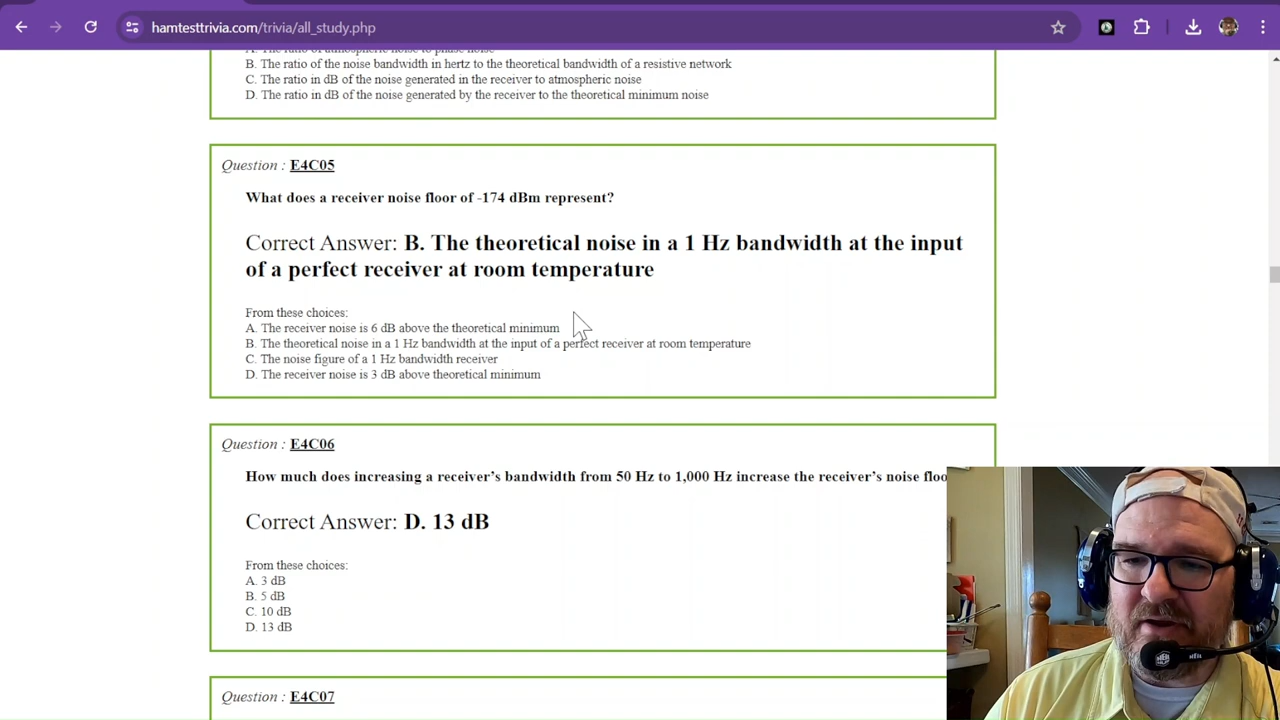 hamtesttrivia.com/trivia/all_study.php
A. The ratio of atmospheric noise to phase noise
B. The ratio of the noise bandwidth in hertz to the theoretical bandwidth of a resistive network
C. The ratio in dB of the noise generated in the receiver to atmospheric noise
D. The ratio in dB of the noise generated by the receiver to the theoretical minimum noise
Question : E4C05
What does a receiver noise floor of -174 dBm represent?
Correct Answer: B. The theoretical noise in a 1 Hz bandwidth at the input
of a perfect receiver at room temperature
From these choices:
A. The receiver noise is 6 dB above the theoretical minimum
B. The theoretical noise in a 1 Hz bandwidth at the input of a perfect receiver at room temperature
C. The noise figure of a 1 Hz bandwidth receiver
D. The receiver noise is 3 dB above theoretical minimum
Question : E4C06
How much does increasing a receiver’s bandwidth from 50 Hz to 1,000 Hz increase the receiver’s noise floo
Correct Answer: D. 13 dB
From these choices:
A. 3 dB
B. 5 dB
C. 10 dB
D. 13 dB
Question : E4C07